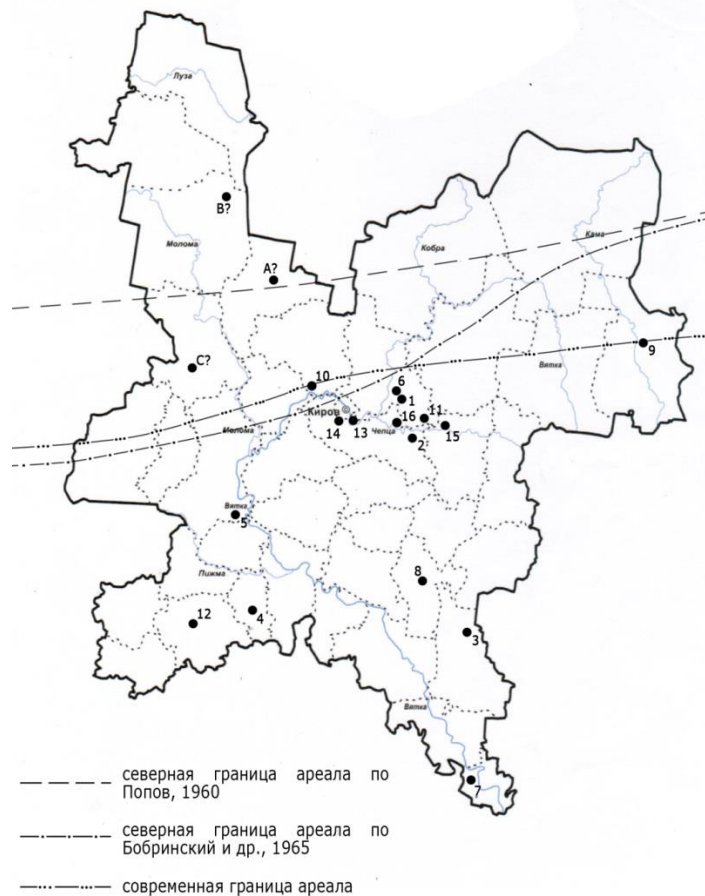 Луза
B?
Молома
Кобра
Кама
A?
C?
9
10
6
1
Вятка
Киров
16
11
14
13
Чепца
15
2
Молома
Вятка
5
8
Пижма
12
4
3
Вятка
7
северная граница ареала по
Попов, 1960
северная граница ареала по
Бобринский и др., 1965
современная граница ареала